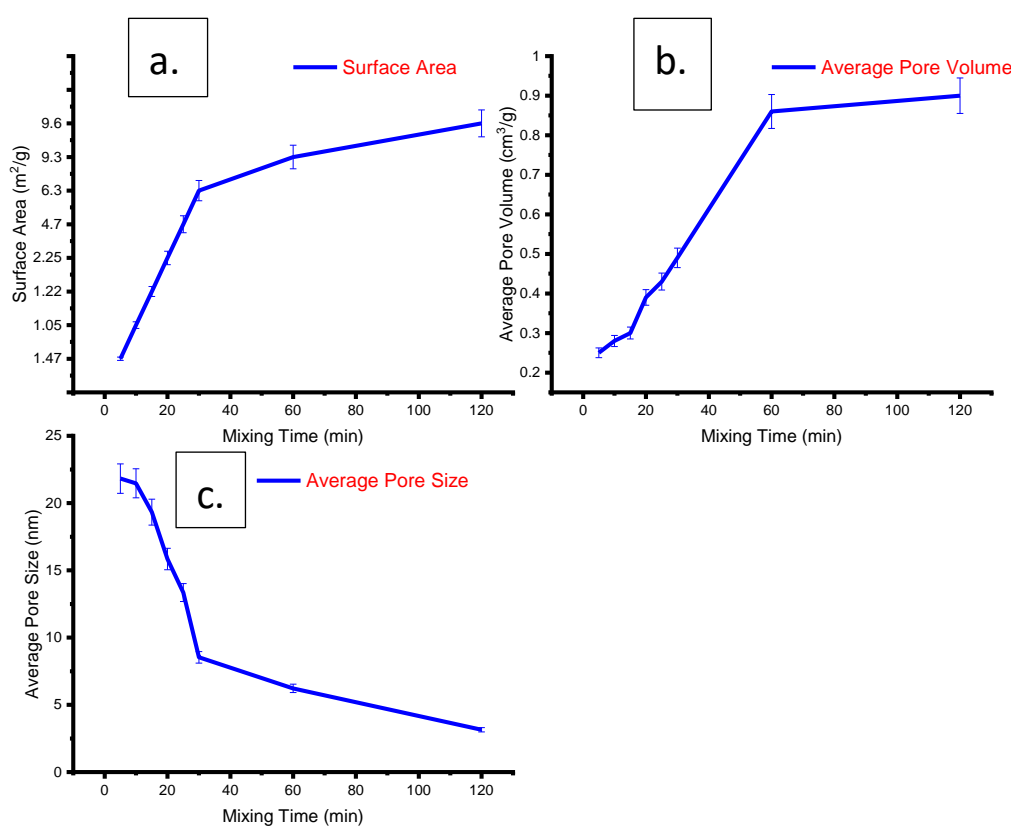 a.
Surface Area
Surface Area (m²/g)
9.6
9.3
6.3
4.7
2.25
1.22
1.05
1.47
0 20 40 60 80 100 120
Mixing Time (min)
b.
Average Pore Volume
Average Pore Volume (cm³/g)
1
0.9
0.8
0.7
0.6
0.5
0.4
0.3
0.2
0 20 40 60 80 100 120
Mixing Time (min)
c.
Average Pore Size
Average Pore Size (nm)
25
20
15
10
5
0
0 20 40 60 80 100 120
Mixing Time (min)